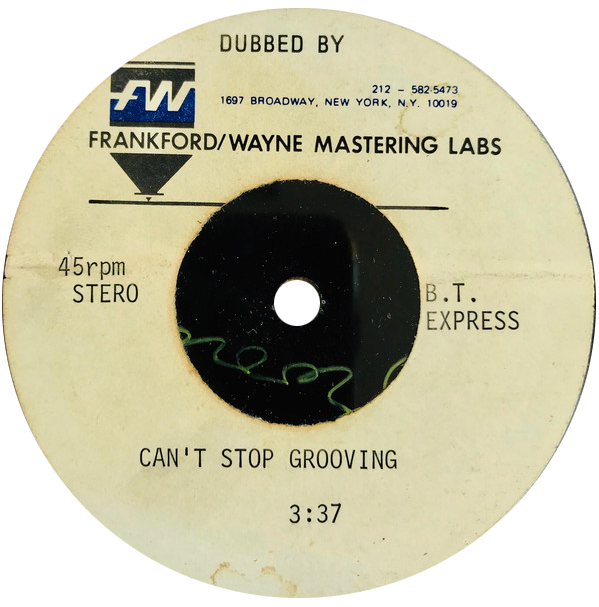 DUBBED BY
FW
212 - 582-5473
1697 BROADWAY, NEW YORK, N.Y. 10019
FRANKFORD/WAYNE MASTERING LABS
45rpm
STERO
B.T.
EXPRESS
CAN'T STOP GROOVING
3:37